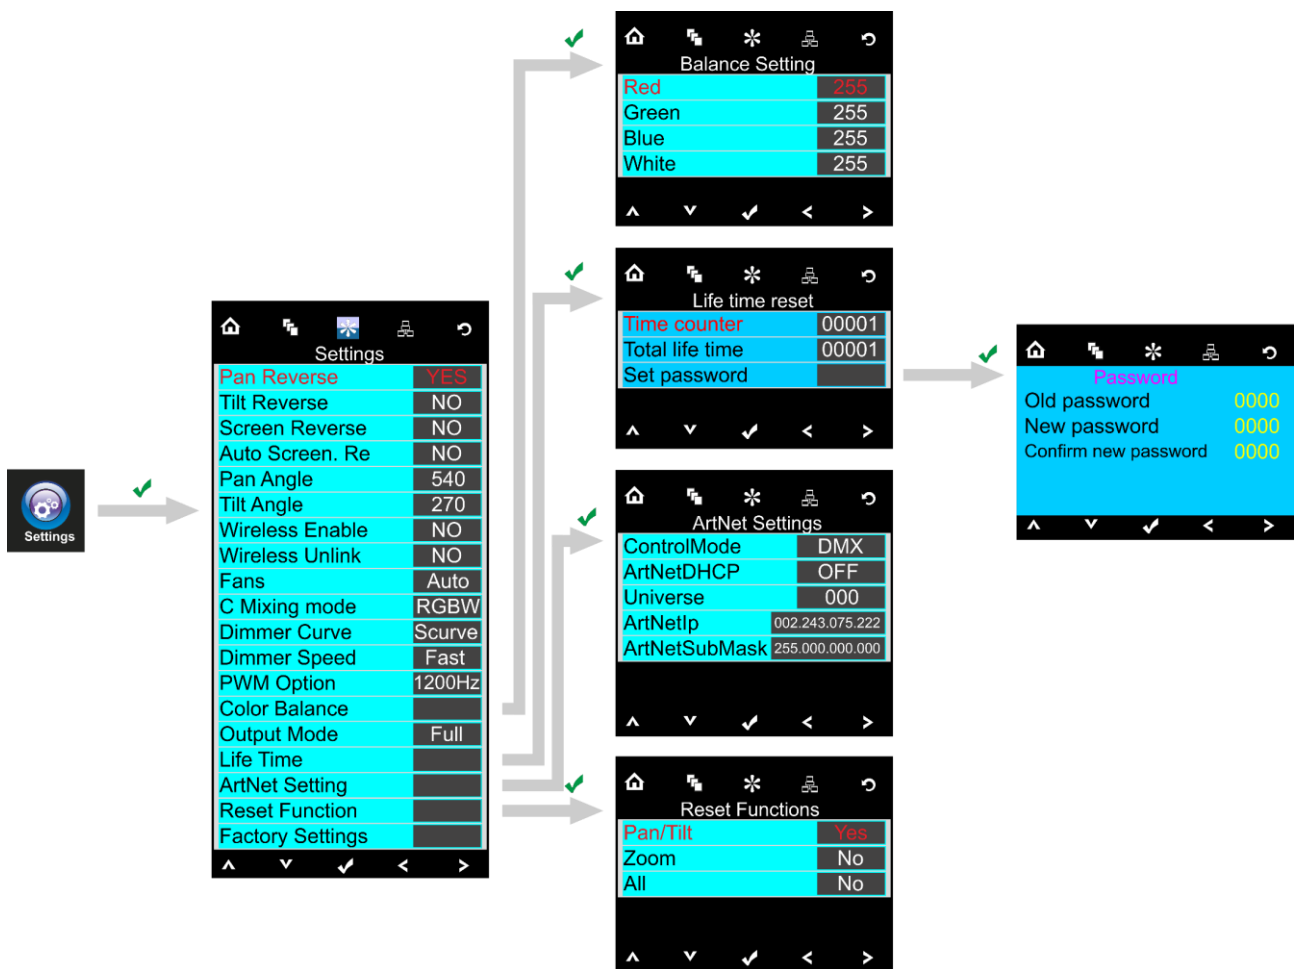 Settings
Settings
Pan Reverse YES
Tilt Reverse NO
Screen Reverse NO
Auto Screen. Re NO
Pan Angle 540
Tilt Angle 270
Wireless Enable NO
Wireless Unlink NO
Fans Auto
C Mixing mode RGBW
Dimmer Curve Scurve
Dimmer Speed Fast
PWM Option 1200Hz
Color Balance
Output Mode Full
Life Time
ArtNet Setting
Reset Function
Factory Settings
Balance Setting
Red 255
Green 255
Blue 255
White 255
Life time reset
Time counter 00001
Total life time 00001
Set password
Password
Old password 0000
New password 0000
Confirm new password 0000
ArtNet Settings
ControlMode DMX
ArtNetDHCP OFF
Universe 000
ArtNetIp 002.243.075.222
ArtNetSubMask 255.000.000.000
Reset Functions
Pan/Tilt Yes
Zoom No
All No